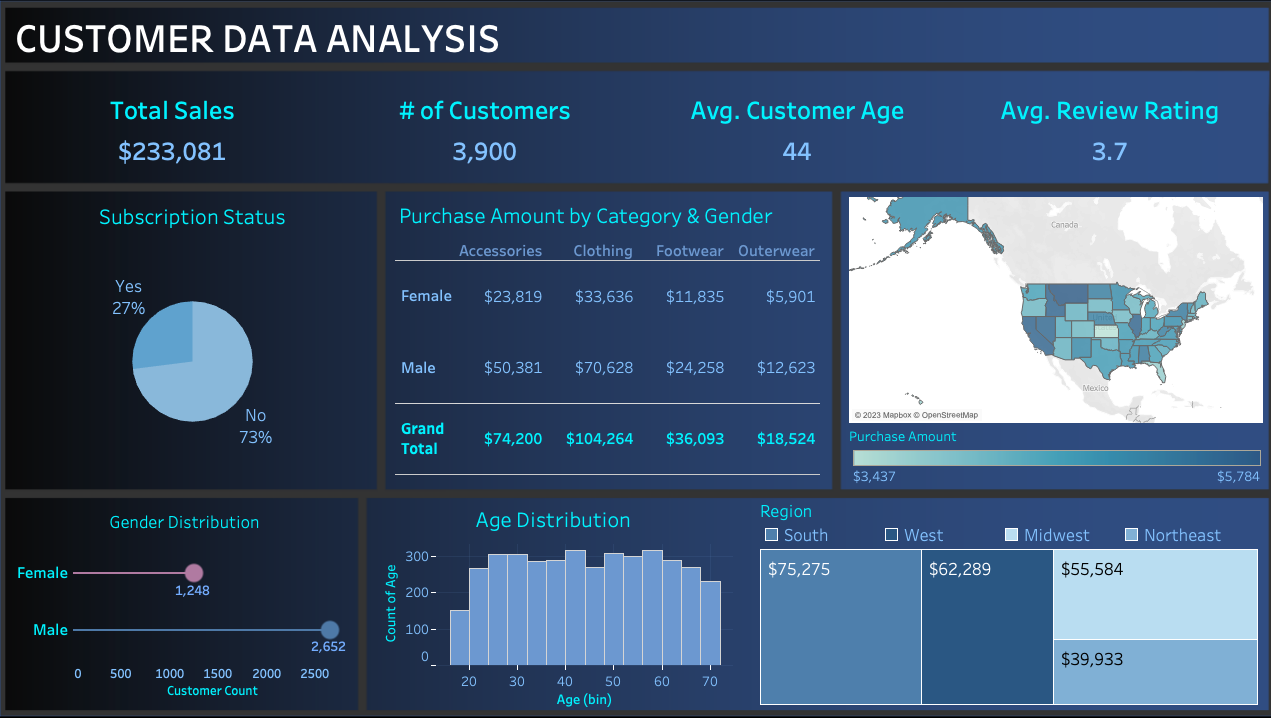 CUSTOMER DATA ANALYSIS
Total Sales
# of Customers
Avg. Customer Age
Avg. Review Rating
$233,081
3,900
44
3.7
Subscription Status
Yes
27%
No
73%
Purchase Amount by Category & Gender
Accessories Clothing Footwear Outerwear
Female $23,819 $33,636 $11,835 $5,901
Male $50,381 $70,628 $24,258 $12,623
Grand
Total $74,200 $104,264 $36,093 $18,524
Canada
Mexico
© 2023 Mapbox © OpenStreetMap
Purchase Amount
$3,437 $5,784
Gender Distribution
Female
1,248
Male
2,652
0 500 1000 1500 2000 2500
Customer Count
Age Distribution
Count of Age
300
200
100
0
20 30 40 50 60 70
Age (bin)
Region
South West Midwest Northeast
$75,275 $62,289 $55,584
$39,933